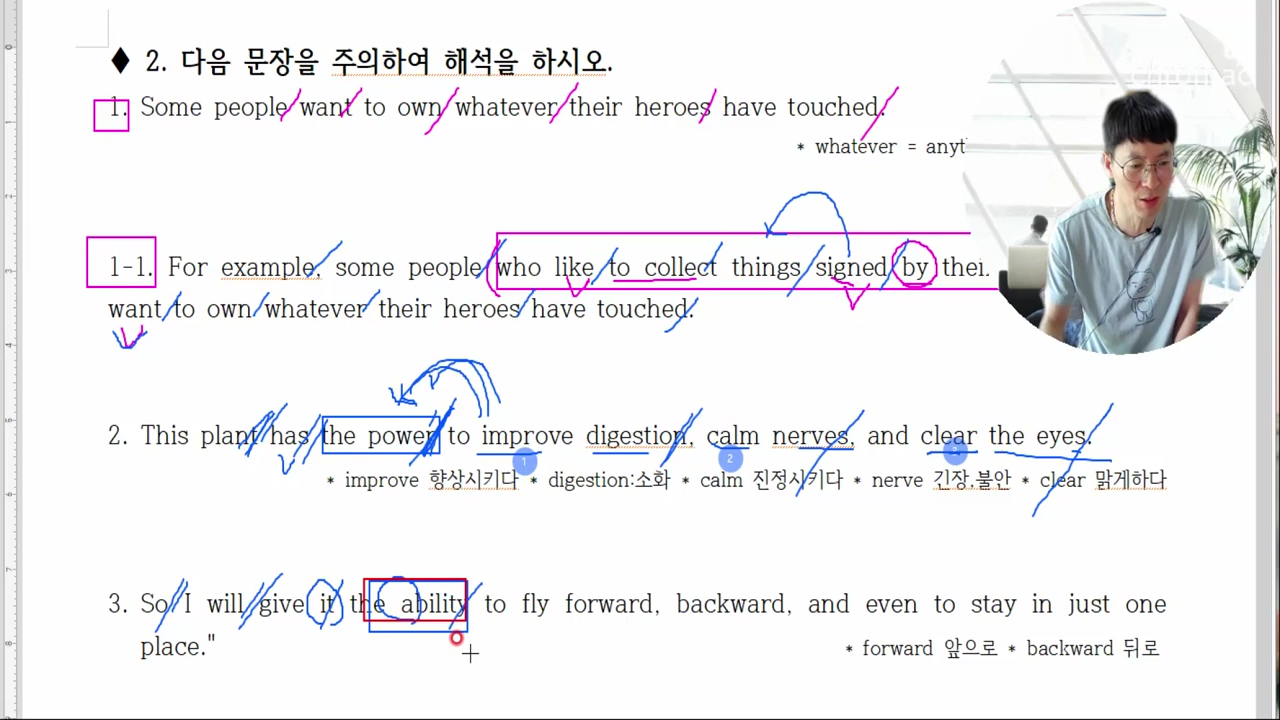 ◆ 2. 다음 문장을 주의하여 해석을 하시오.
1. Some people want to own whatever their heroes have touched.
* whatever = anyt
1-1. For example, some people who like to collect things signed by thei
want to own whatever their heroes have touched.
2. This plant has the power to improve digestion, calm nerves, and clear the eyes.
1 2 3
* improve 향상시키다 * digestion:소화 * calm 진정시키다 * nerve 긴장.불안 * clear 맑게하다
3. So I will give it the ability to fly forward, backward, and even to stay in just one
place."
* forward 앞으로 * backward 뒤로